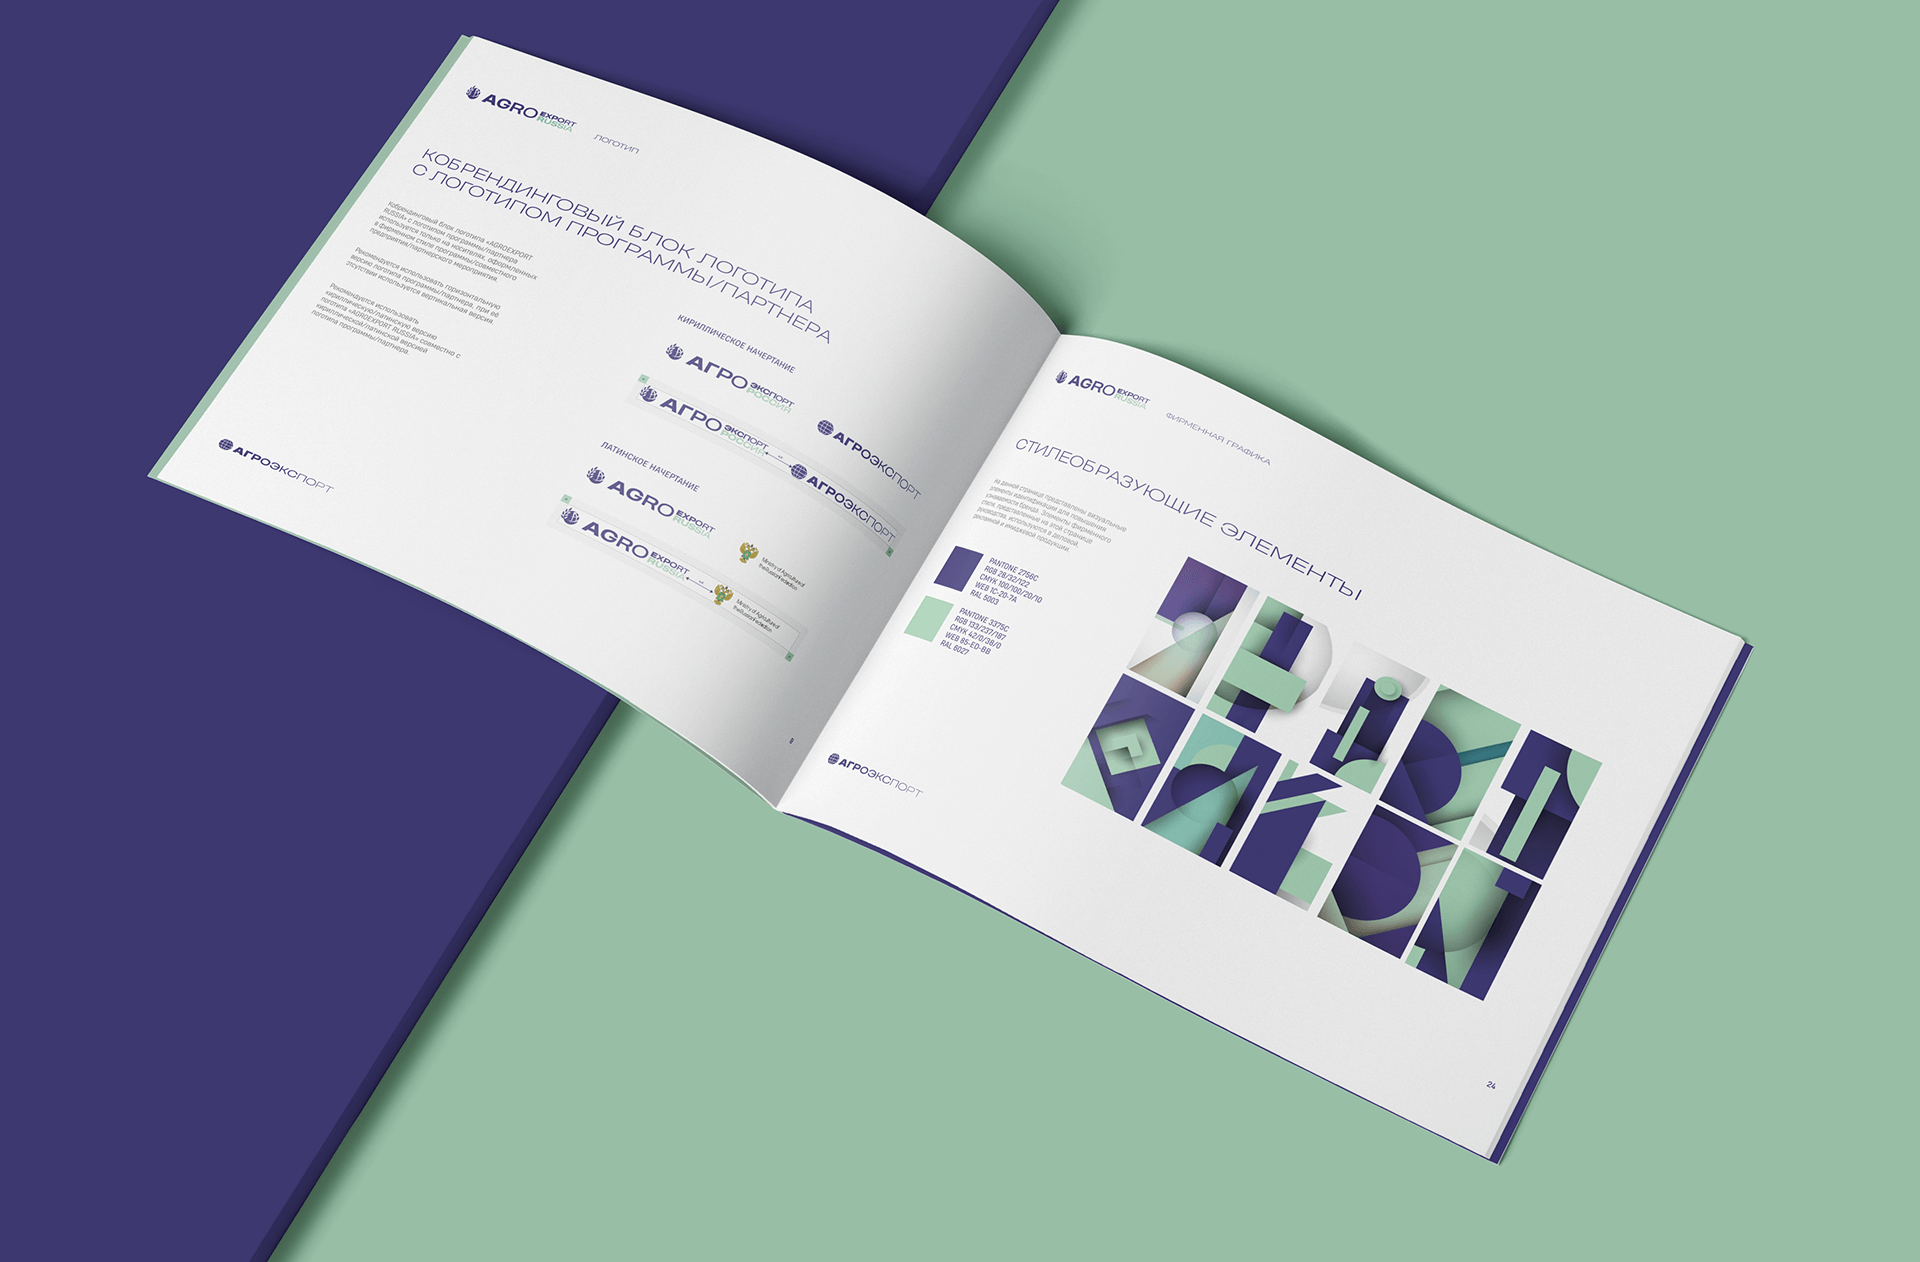 AGRO EXPORT
RUSSIA
ЛОГОТИП
КОБРЕНДИНГОВЫЙ БЛОК ЛОГОТИПА
С ЛОГОТИПОМ ПРОГРАММЫ/ПАРТНЕРА
Кобрендинговый блок логотипа «AGROEXPORT
RUSSIA» с логотипом программы/партнера
используется только на носителях, оформленных
в фирменном стиле программы/совместного
предприятия/партнерского мероприятия.
Рекомендуется использовать горизонтальную
версию логотипа программы/партнера, при её
отсутствии используется вертикальная версия.
Рекомендуется использовать
кириллическую/латинскую версию
логотипа «AGROEXPORT RUSSIA» совместно с
кириллической/латинской версией
логотипа программы/партнера.
КИРИЛЛИЧЕСКОЕ НАЧЕРТАНИЕ
АГРО ЭКСПОРТ
РОССИЯ
АГРОЭКСПОРТ
АГРО ЭКСПОРТ
РОССИЯ
АГРОЭКСПОРТ
ЛАТИНСКОЕ НАЧЕРТАНИЕ
AGRO EXPORT
RUSSIA
Ministry of Agriculture of
the Russian Federation
AGRO EXPORT
RUSSIA
Ministry of Agriculture of
the Russian Federation
АГРОЭКСПОРТ
9
AGRO EXPORT
RUSSIA
ФИРМЕННАЯ ГРАФИКА
СТИЛЕОБРАЗУЮЩИЕ ЭЛЕМЕНТЫ
На данной странице представлены визуальные
элементы идентификации для повышения
узнаваемости бренда. Элементы фирменного
стиля, представленные на этой странице
руководства, используются в деловой,
рекламной и имиджевой продукции.
PANTONE 2756C
RGB 28/32/122
CMYK 100/100/20/10
WEB 1C-20-7A
RAL 5003
PANTONE 3375C
RGB 133/237/187
CMYK 42/0/38/0
WEB 85-ED-BB
RAL 6027
АГРОЭКСПОРТ
24